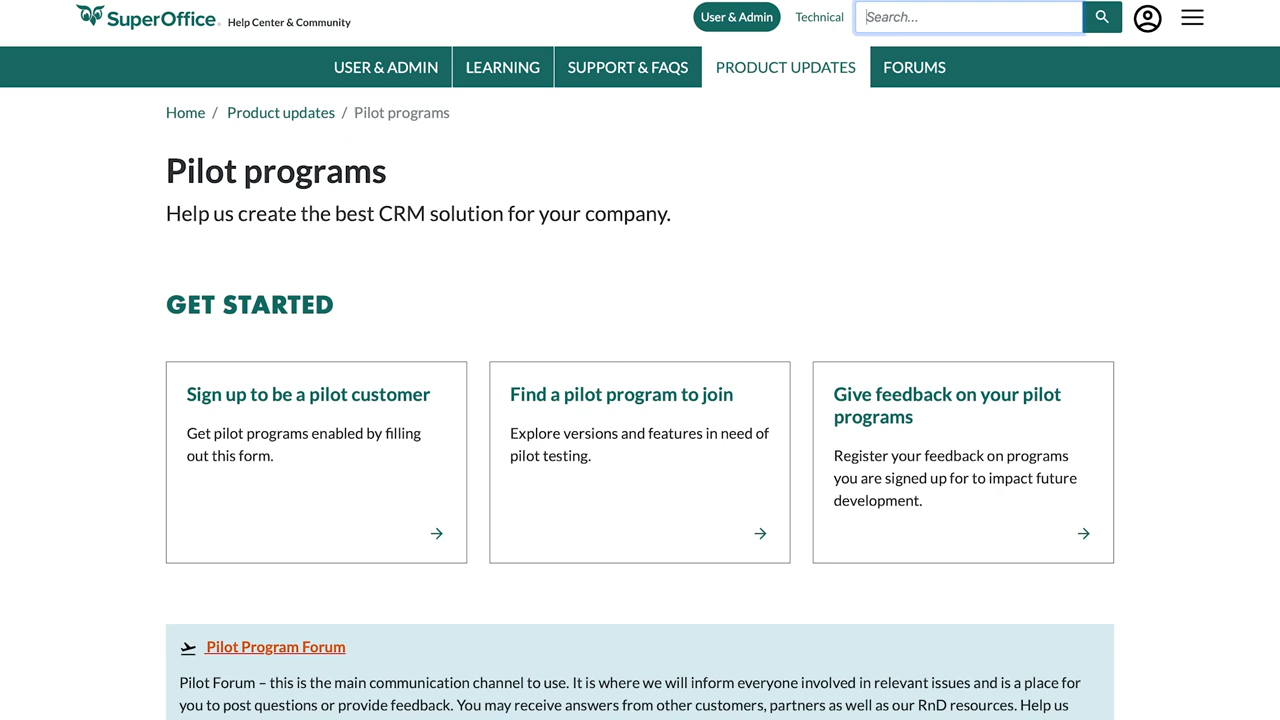 SuperOffice. Help Center & Community
User & Admin
Technical
Search...
USER & ADMIN
LEARNING
SUPPORT & FAQS
PRODUCT UPDATES
FORUMS
Home / Product updates / Pilot programs
Pilot programs
Help us create the best CRM solution for your company.
GET STARTED
Sign up to be a pilot customer
Get pilot programs enabled by filling
out this form.
Find a pilot program to join
Explore versions and features in need of
pilot testing.
Give feedback on your pilot
programs
Register your feedback on programs
you are signed up for to impact future
development.
Pilot Program Forum
Pilot Forum – this is the main communication channel to use. It is where we will inform everyone involved in relevant issues and is a place for
you to post questions or provide feedback. You may receive answers from other customers, partners as well as our RnD resources. Help us